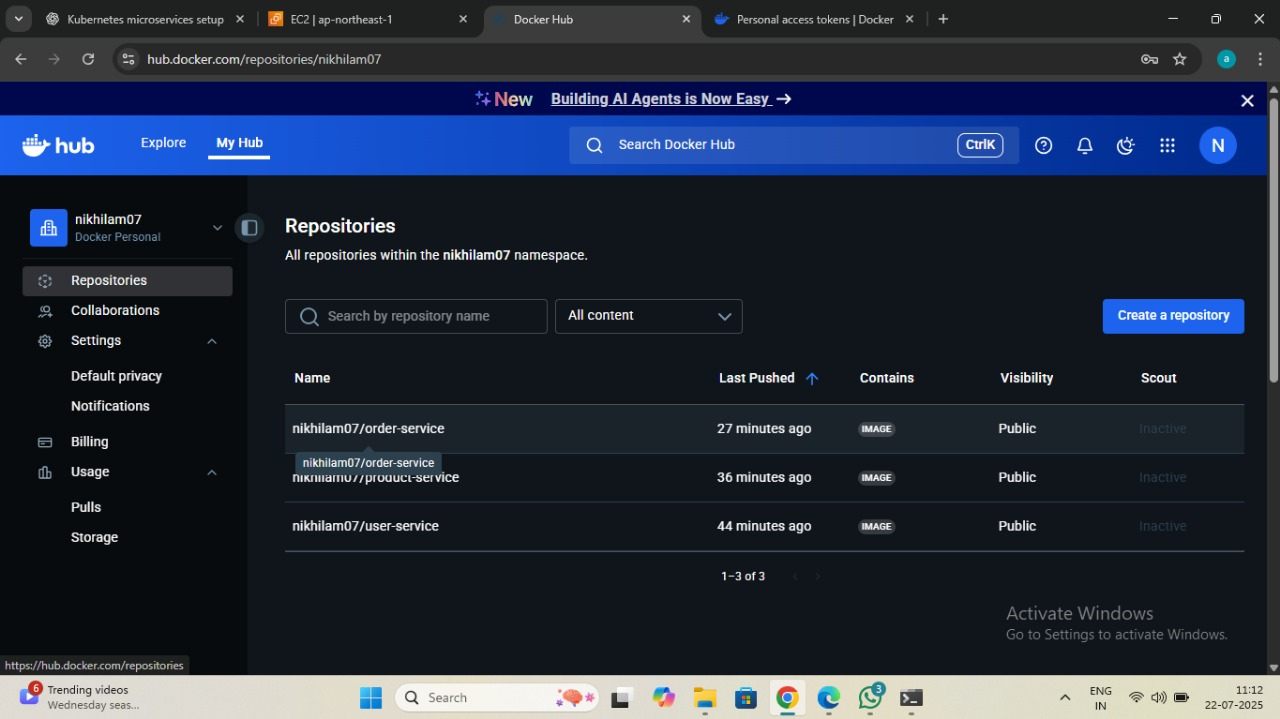 Kubernetes microservices setup
EC2 | ap-northeast-1
Docker Hub
Personal access tokens | Docker
hub.docker.com/repositories/nikhilam07
a
New Building AI Agents is Now Easy →
hub
Explore
My Hub
Search Docker Hub
CtrlK
N
nikhilam07
Docker Personal
Repositories
Collaborations
Settings
Default privacy
Notifications
Billing
Usage
Pulls
Storage
Repositories
All repositories within the nikhilam07 namespace.
Search by repository name
All content
Create a repository
Name Last Pushed Contains Visibility Scout
nikhilam07/order-service 27 minutes ago IMAGE Public Inactive
nikhilam07/order-service
nikhilam07/product-service 36 minutes ago IMAGE Public Inactive
nikhilam07/user-service 44 minutes ago IMAGE Public Inactive
1–3 of 3
Activate Windows
Go to Settings to activate Windows.
https://hub.docker.com/repositories
6
Trending videos
Wednesday seas...
Search
3
ENG
IN
11:12
22-07-2025